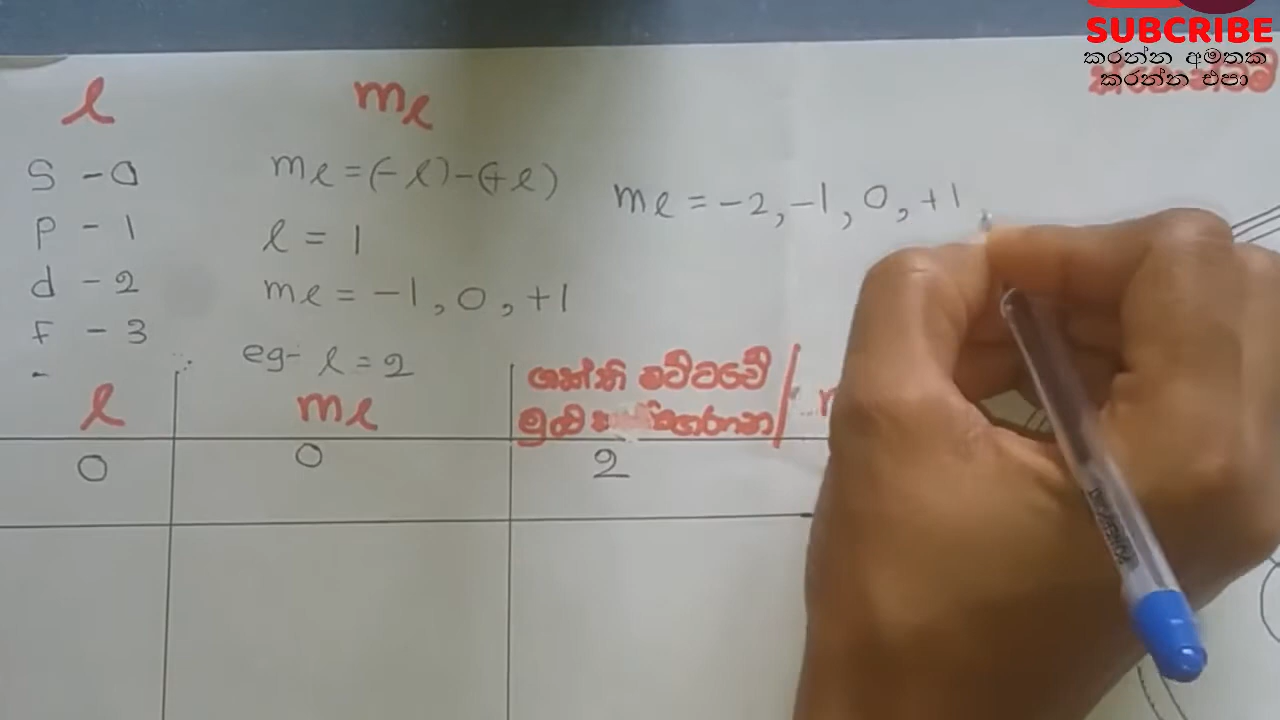 SUBCRIBE
කරන්න අමතක
කරන්න එපා
l
ml
S - 0
ml = (-l) - (+l)
ml = -2, -1, 0, +1,
p - 1
l = 1
d - 2
ml = -1, 0, +1
f - 3
eg- l = 2
-
l
ml
ශක්ති මට්ටමේ
මුළු
0
0
2